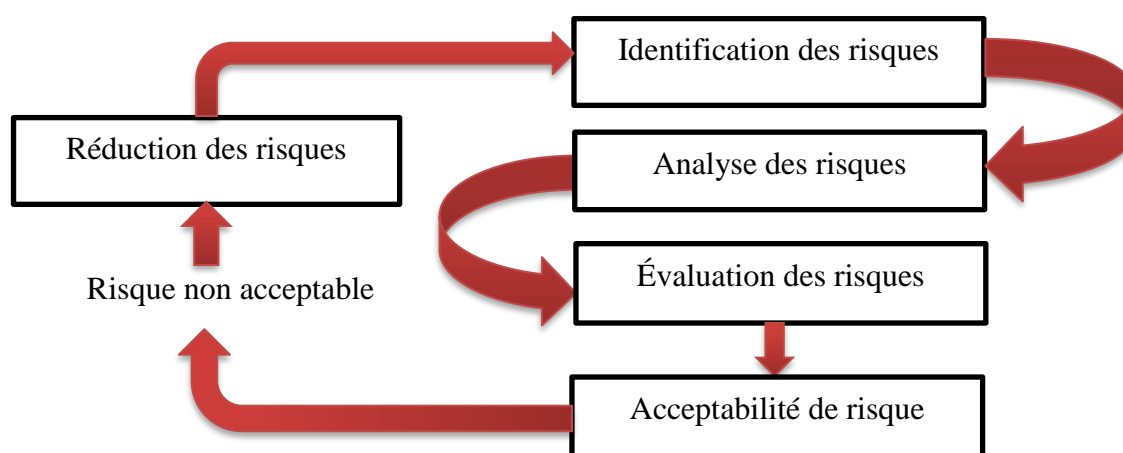 Identification des risques
Réduction des risques
Analyse des risques
Évaluation des risques
Risque non acceptable
Acceptabilité de risque